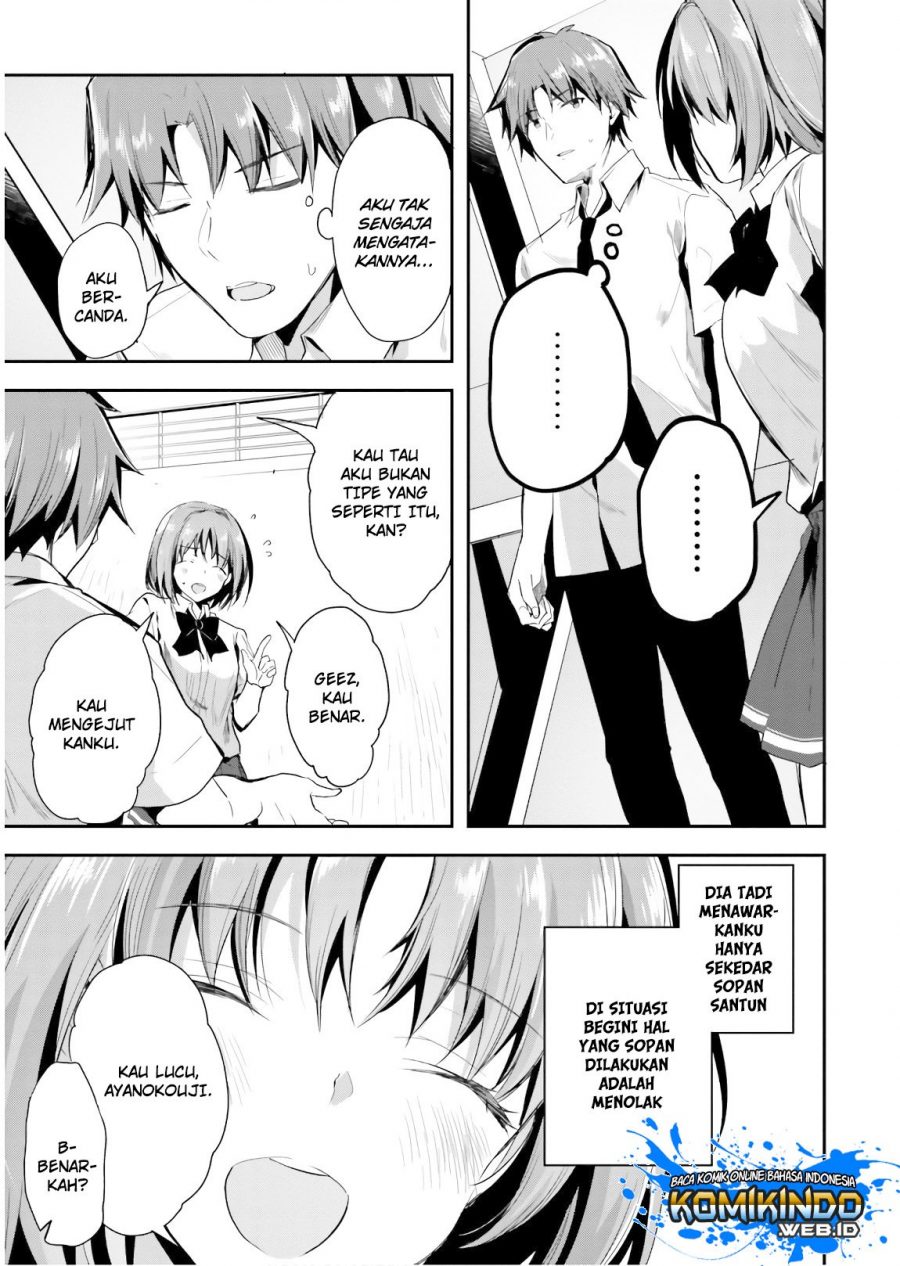 .........
........
AKU TAK
SENGAJA
MENGATA-
KANNYA...
AKU
BER-
CANDA.
KAU TAU
AKU BUKAN
TIPE YANG
SEPERTI ITU,
KAN?
GEEZ,
KAU
BENAR.
KAU
MENGEJUT
KANKU.
DIA TADI
MENAWAR-
KANKU
HANYA
SEKEDAR
SOPAN
SANTUN
DI SITUASI
BEGINI HAL
YANG SOPAN
DILAKUKAN
ADALAH
MENOLAK
KAU LUCU,
AYANOKOUJI.
B-
BENAR-
KAH?
BACA KOMIK ONLINE BAHASA INDONESIA
KOMIKINDO
.WEB.ID